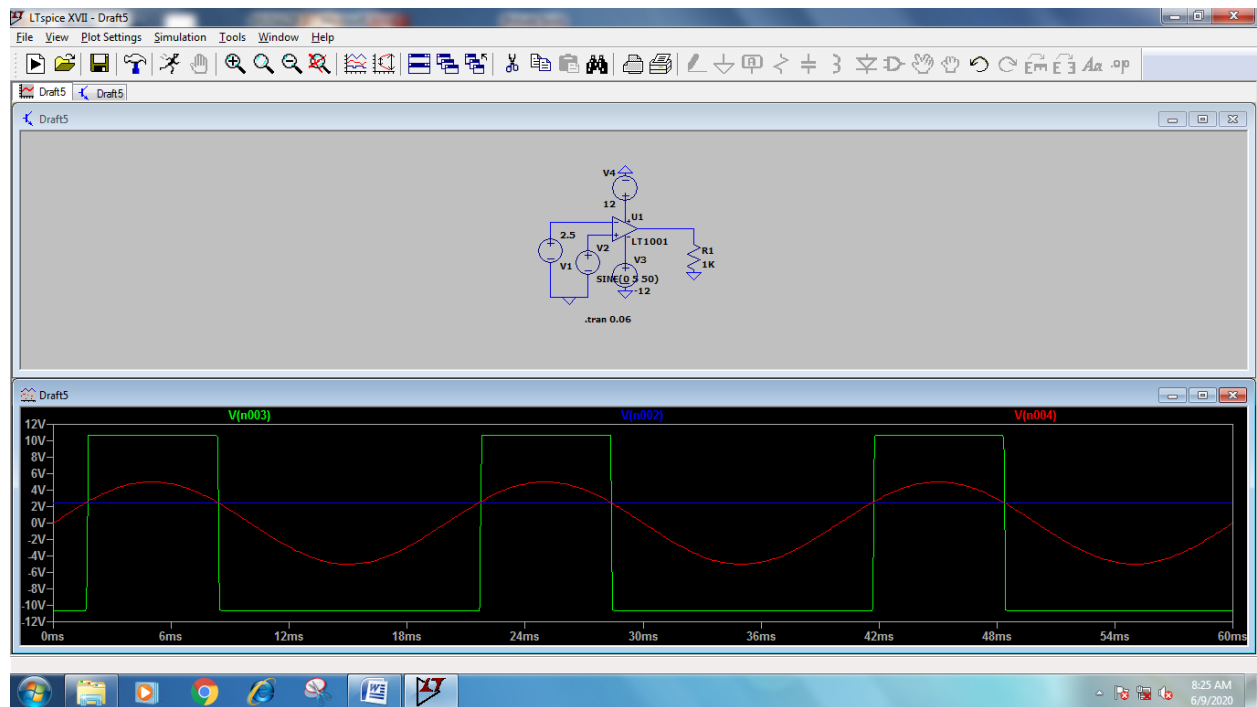 LTspice XVII - Draft5
File View Plot Settings Simulation Tools Window Help
Draft5 Draft5
Draft5
V4
12
U1
2.5
V2
LT1001
V1
V3
R1
1K
SINE(0 5 50)
-12
.tran 0.06
Draft5
V(n003) V(n002) V(n004)
12V
10V
8V
6V
4V
2V
0V
-2V
-4V
-6V
-8V
-10V
-12V
0ms 6ms 12ms 18ms 24ms 30ms 36ms 42ms 48ms 54ms 60ms
8:25 AM
6/9/2020